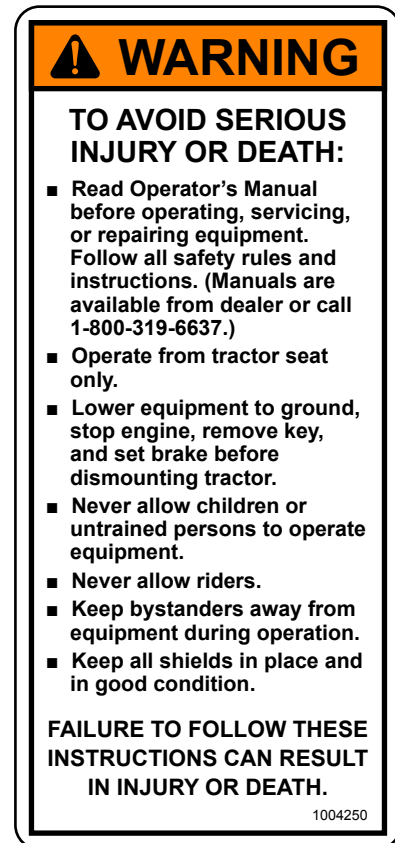 WARNING
TO AVOID SERIOUS
INJURY OR DEATH:
■ Read Operator's Manual
before operating, servicing,
or repairing equipment.
Follow all safety rules and
instructions. (Manuals are
available from dealer or call
1-800-319-6637.)
■ Operate from tractor seat
only.
■ Lower equipment to ground,
stop engine, remove key,
and set brake before
dismounting tractor.
■ Never allow children or
untrained persons to operate
equipment.
■ Never allow riders.
■ Keep bystanders away from
equipment during operation.
■ Keep all shields in place and
in good condition.
FAILURE TO FOLLOW THESE
INSTRUCTIONS CAN RESULT
IN INJURY OR DEATH.
1004250